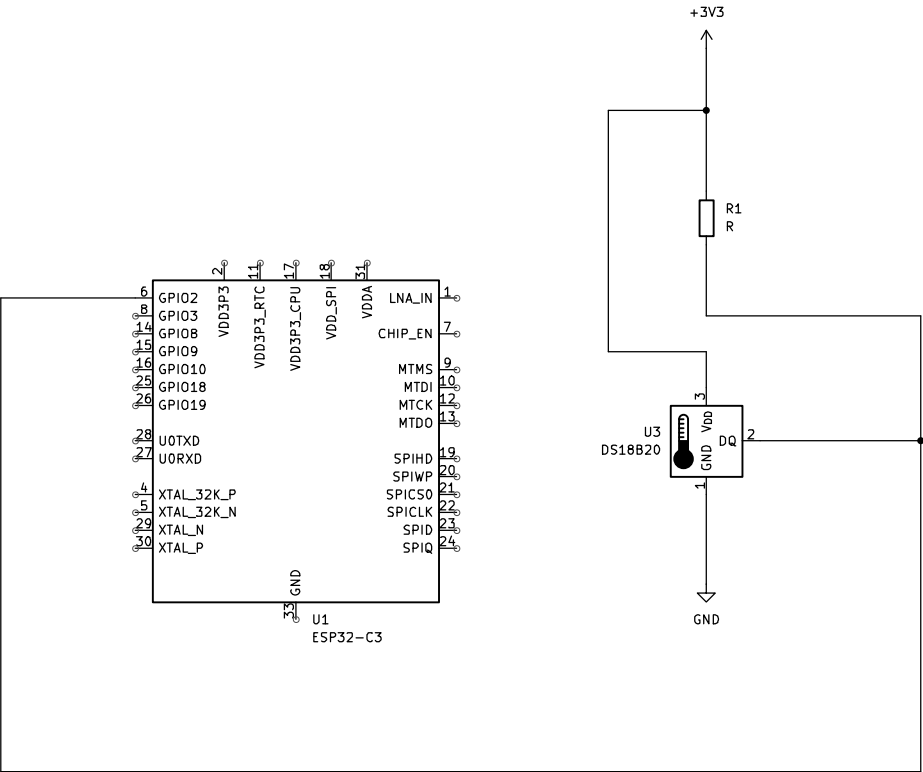 +3V3
R1
R
2
11
17
18
31
VDD3P3
VDD3P3_RTC
VDD3P3_CPU
VDD_SPI
VDDA
6 GPIO2
8 GPIO3
14 GPIO8
15 GPIO9
16 GPIO10
25 GPIO18
26 GPIO19
28 U0TXD
27 U0RXD
4 XTAL_32K_P
5 XTAL_32K_N
29 XTAL_N
30 XTAL_P
LNA_IN 1
CHIP_EN 7
MTMS 9
MTDI 10
MTCK 12
MTDO 13
SPIHD 19
SPIWP 20
SPICS0 21
SPICLK 22
SPID 23
SPIQ 24
GND
33
U1
ESP32-C3
3
VDD
U3
DS18B20
DQ 2
GND
1
GND